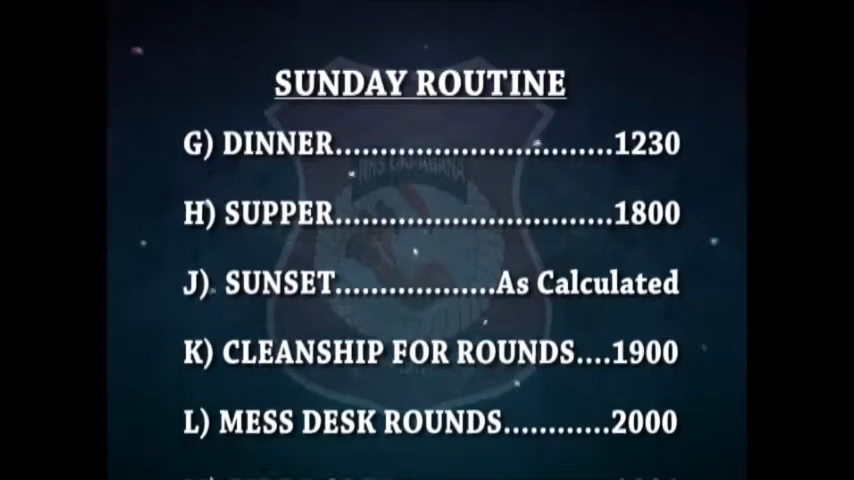 SUNDAY ROUTINE
G) DINNER...............................1230
H) SUPPER...............................1800
J) SUNSET..................As Calculated
K) CLEANSHIP FOR ROUNDS....1900
L) MESS DESK ROUNDS............2000